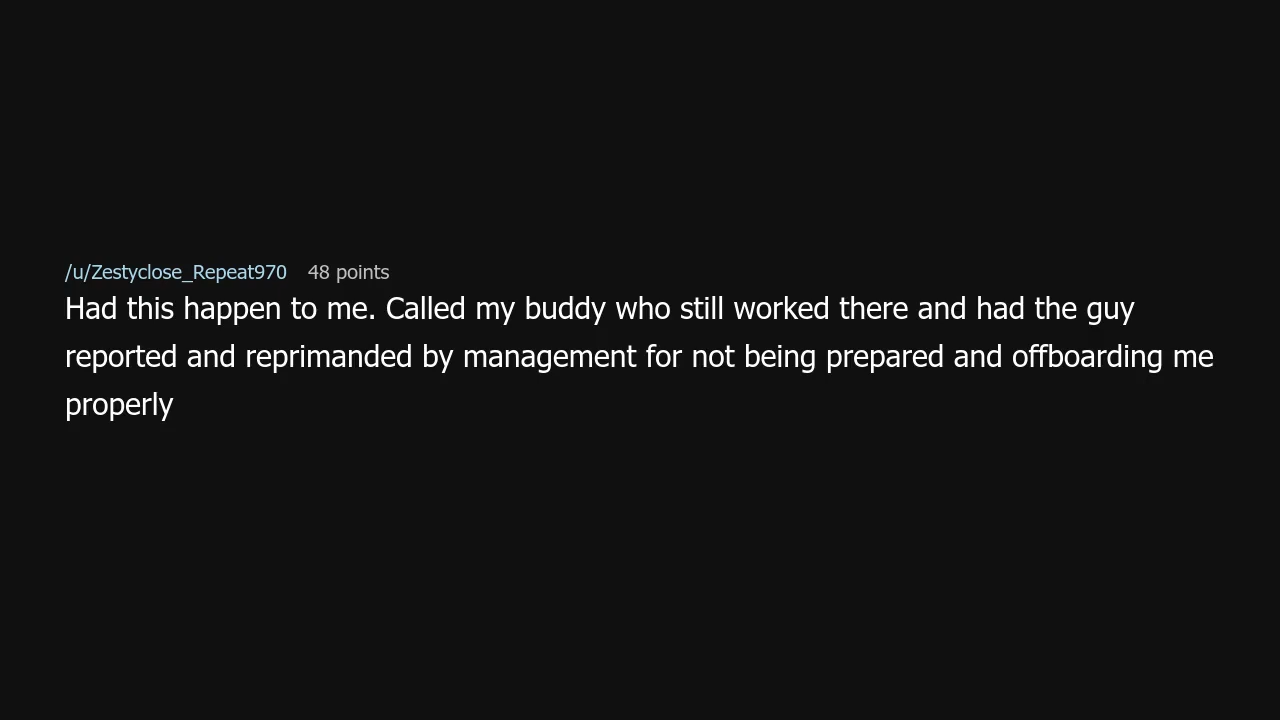 /u/Zestyclose_Repeat970 48 points
Had this happen to me. Called my buddy who still worked there and had the guy
reported and reprimanded by management for not being prepared and offboarding me
properly